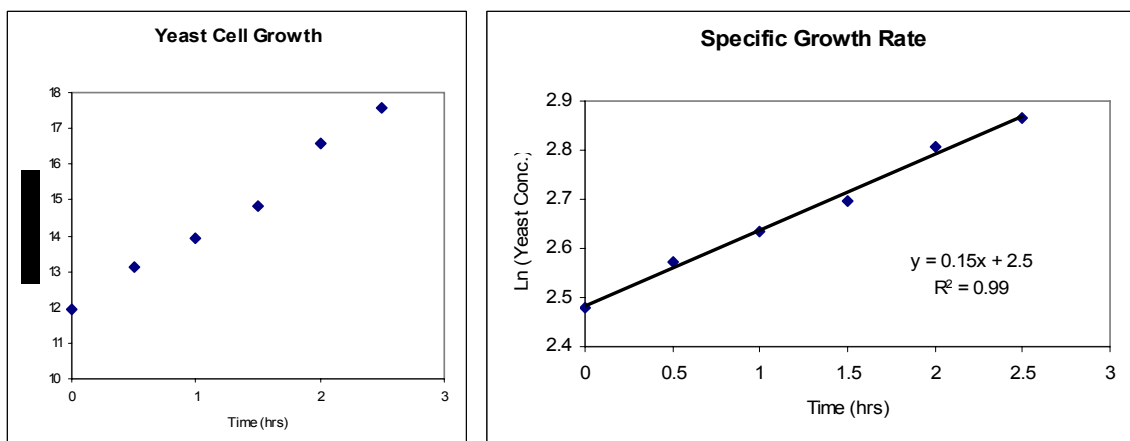 Yeast Cell Growth
18
17
16
15
14
13
12
11
10
0 1 2 3
Time (hrs)
Specific Growth Rate
Ln (Yeast Conc.)
2.9
2.8
2.7
2.6
2.5
2.4
y = 0.15x + 2.5
R² = 0.99
0 0.5 1 1.5 2 2.5 3
Time (hrs)